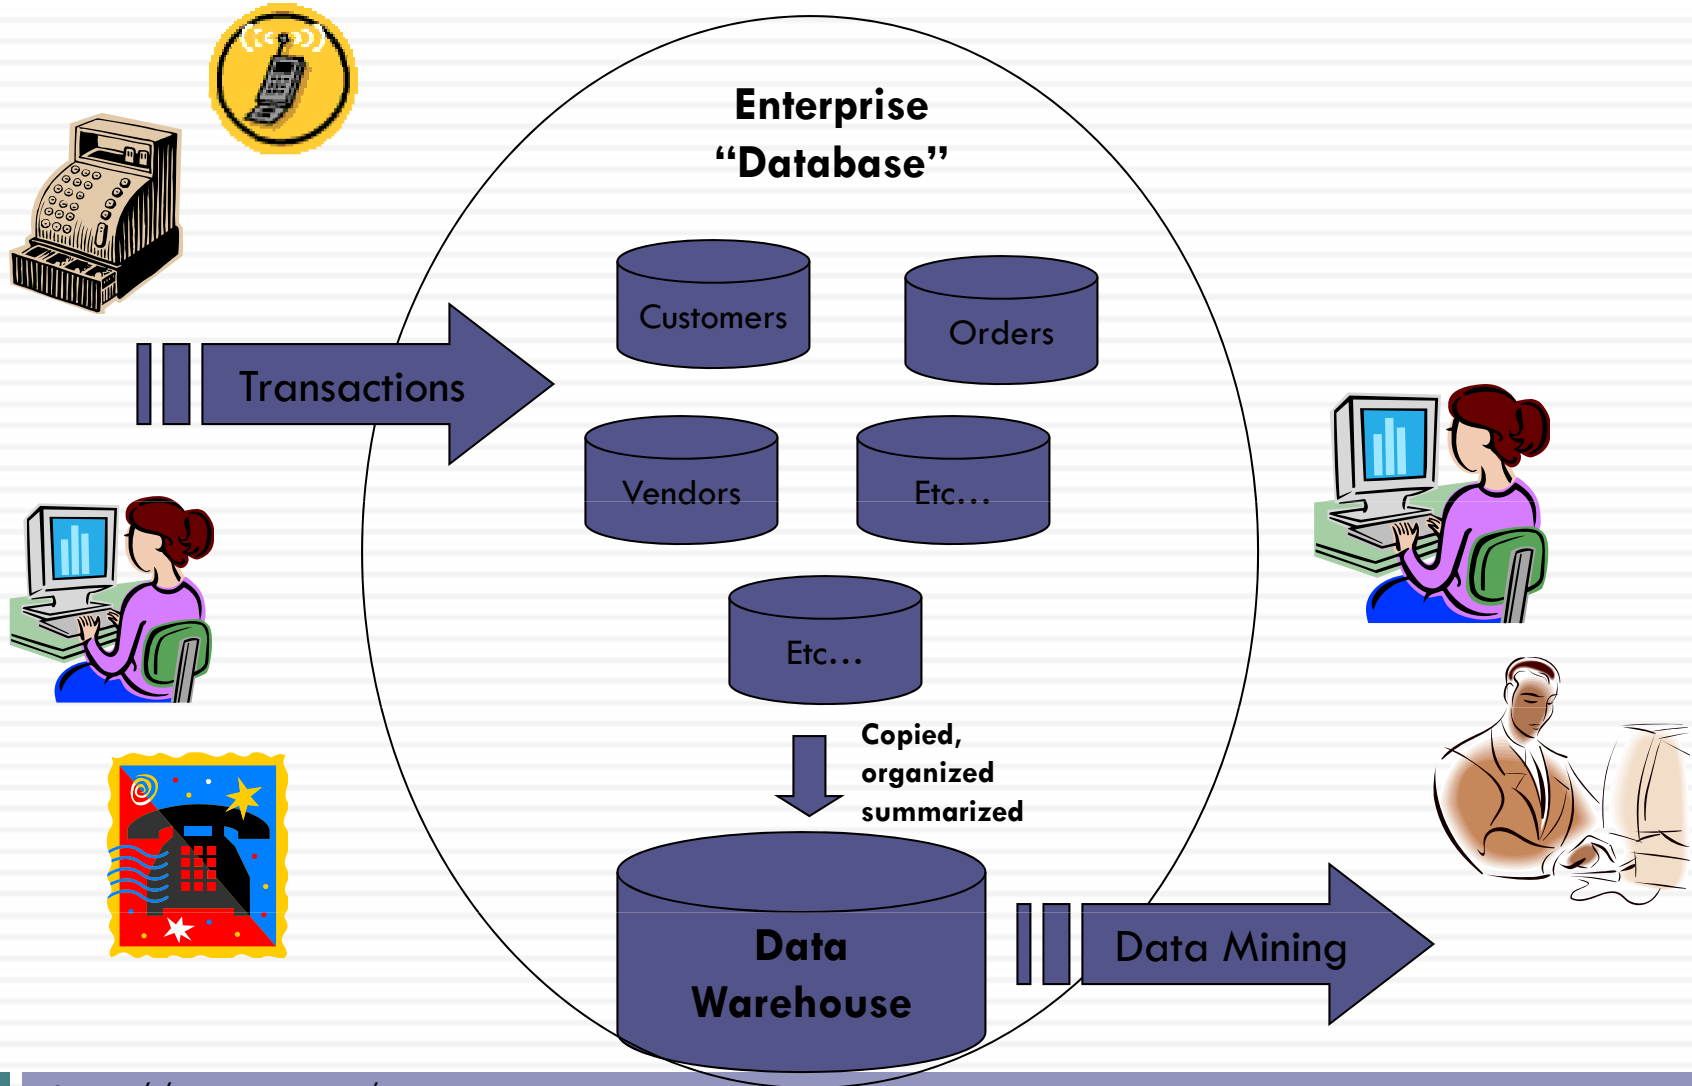 Enterprise
“Database”
Customers
Orders
Transactions
Vendors
Etc...
Etc...
Copied,
organized
summarized
Data
Warehouse
Data Mining